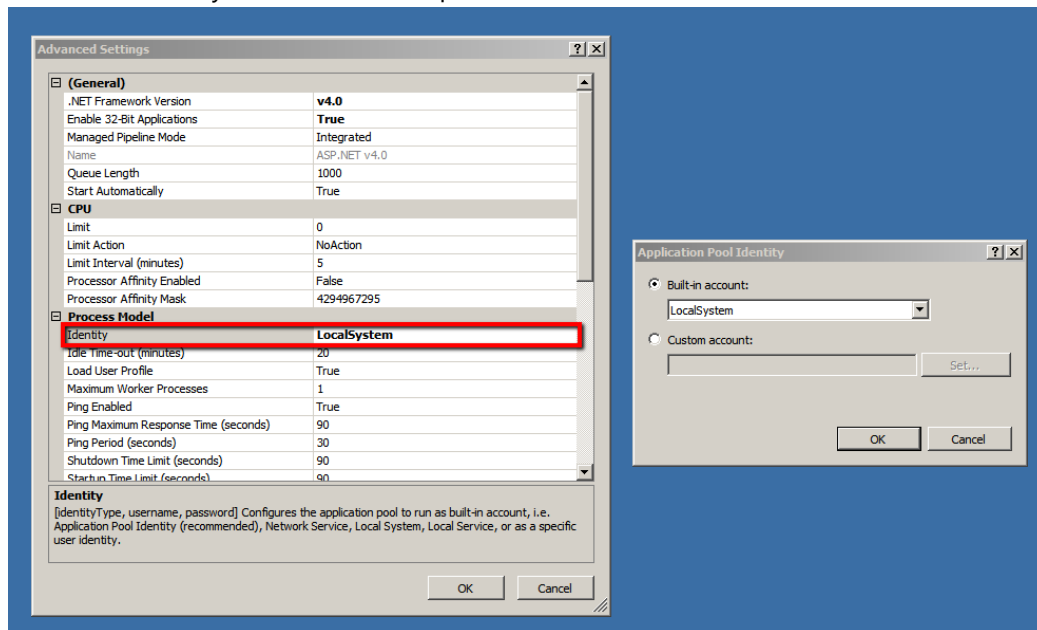 Advanced Settings
(General)
.NET Framework Version v4.0
Enable 32-Bit Applications True
Managed Pipeline Mode Integrated
Name ASP.NET v4.0
Queue Length 1000
Start Automatically True
CPU
Limit 0
Limit Action NoAction
Limit Interval (minutes) 5
Processor Affinity Enabled False
Processor Affinity Mask 4294967295
Process Model
Identity LocalSystem
Idle Time-out (minutes) 20
Load User Profile True
Maximum Worker Processes 1
Ping Enabled True
Ping Maximum Response Time (seconds) 90
Ping Period (seconds) 30
Shutdown Time Limit (seconds) 90
Startup Time Limit (seconds) 90
Identity
[identityType, username, password] Configures the application pool to run as built-in account, i.e.
Application Pool Identity (recommended), Network Service, Local System, Local Service, or as a specific
user identity.
OK Cancel
Application Pool Identity
Built-in account:
LocalSystem
Custom account:
Set...
OK Cancel